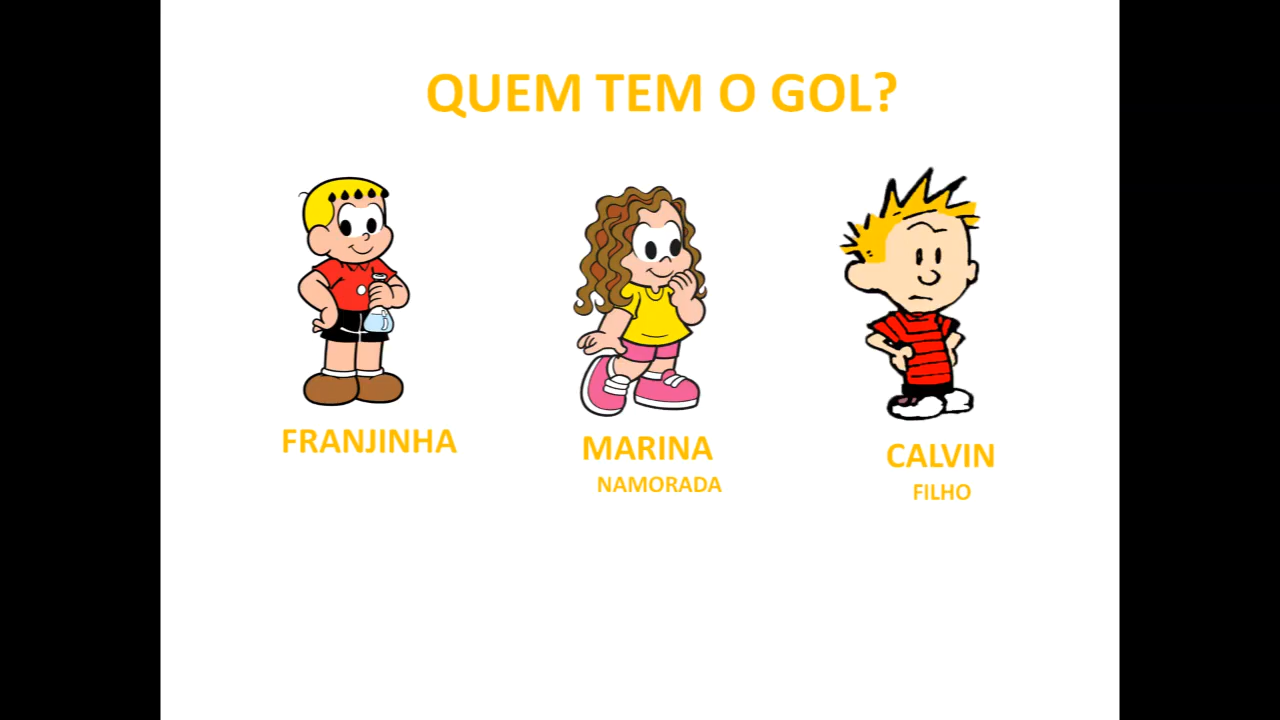 QUEM TEM O GOL?
FRANJINHA
MARINA
NAMORADA
CALVIN
FILHO